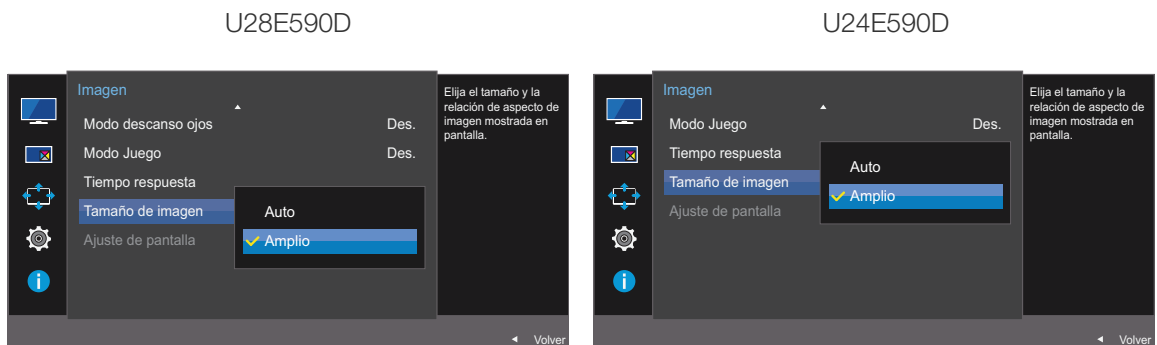 U28E590D
Imagen
Modo descanso ojos Des.
Modo Juego Des.
Tiempo respuesta
Tamaño de imagen
Ajuste de pantalla
Auto
Amplio
Elija el tamaño y la
relación de aspecto de
imagen mostrada en
pantalla.
Volver
U24E590D
Imagen
Modo Juego Des.
Tiempo respuesta
Tamaño de imagen
Ajuste de pantalla
Auto
Amplio
Elija el tamaño y la
relación de aspecto de
imagen mostrada en
pantalla.
Volver